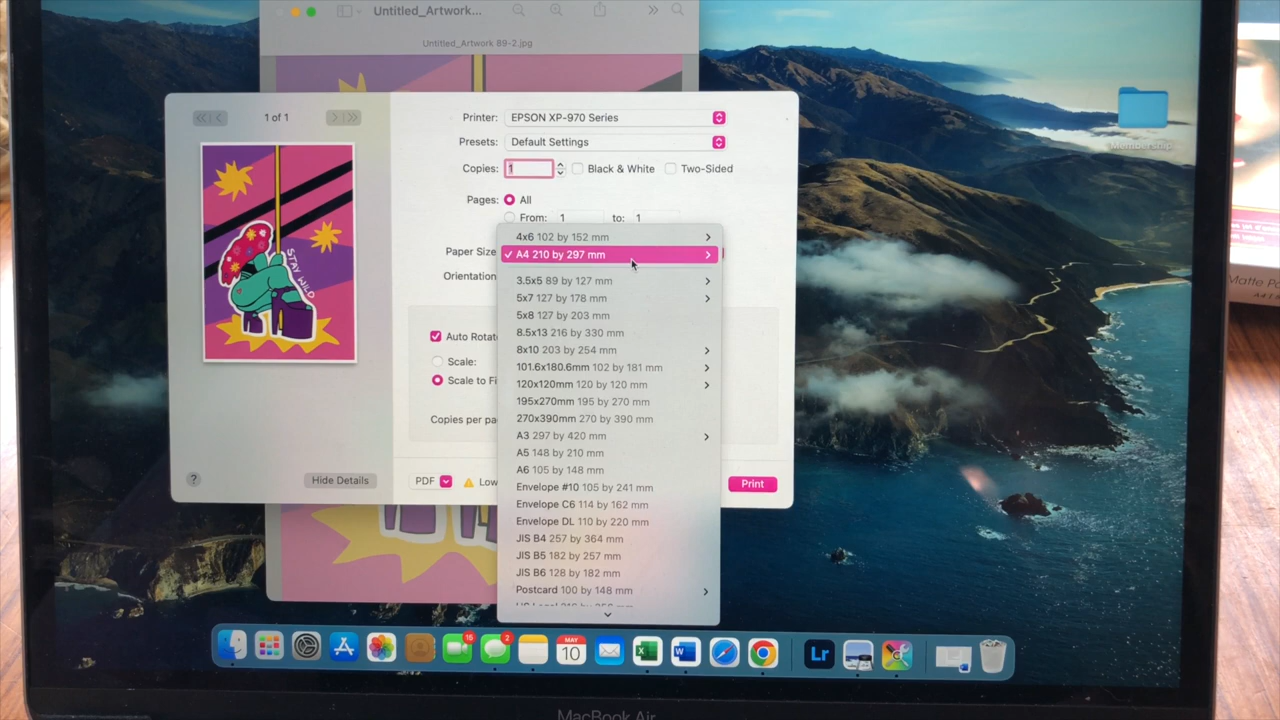 Untitled_Artwork...
Untitled_Artwork 89-2.jpg
1 of 1
Printer: EPSON XP-970 Series
Presets: Default Settings
Copies: 1 Black & White Two-Sided
Pages: All
From: 1 to: 1
Paper Size
Orientation
4x6 102 by 152 mm
A4 210 by 297 mm
3.5x5 89 by 127 mm
5x7 127 by 178 mm
5x8 127 by 203 mm
8.5x13 216 by 330 mm
8x10 203 by 254 mm
101.6x180.6mm 102 by 181 mm
120x120mm 120 by 120 mm
195x270mm 195 by 270 mm
270x390mm 270 by 390 mm
A3 297 by 420 mm
A5 148 by 210 mm
A6 105 by 148 mm
Envelope #10 105 by 241 mm
Envelope C6 114 by 162 mm
Envelope DL 110 by 220 mm
JIS B4 257 by 364 mm
JIS B5 182 by 257 mm
JIS B6 128 by 182 mm
Postcard 100 by 148 mm
Auto Rotate
Scale:
Scale to Fi
Copies per pa
STAY WILD
?
Hide Details
PDF
Low
Print
Membership
Matte
15
2
MAY
10
X
W
Lr
MacBook Air